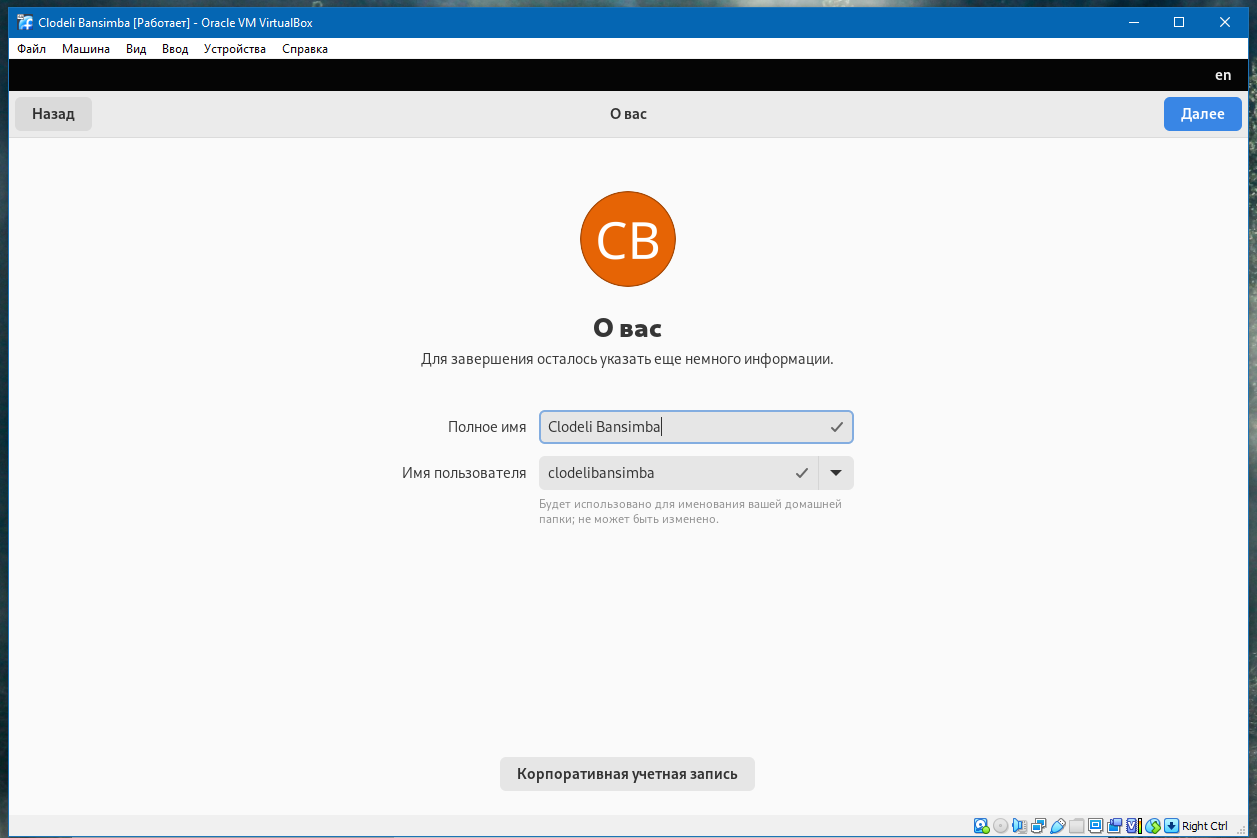 Clodeli Bansimba [Работает] - Oracle VM VirtualBox
Файл Машина Вид Ввод Устройства Справка
en
Назад О вас Далее
CB
О вас
Для завершения осталось указать еще немного информации.
Полное имя Clodeli Bansimba
Имя пользователя clodelibansimba
Будет использовано для именования вашей домашней
папки; не может быть изменено.
Корпоративная учетная запись
Right Ctrl